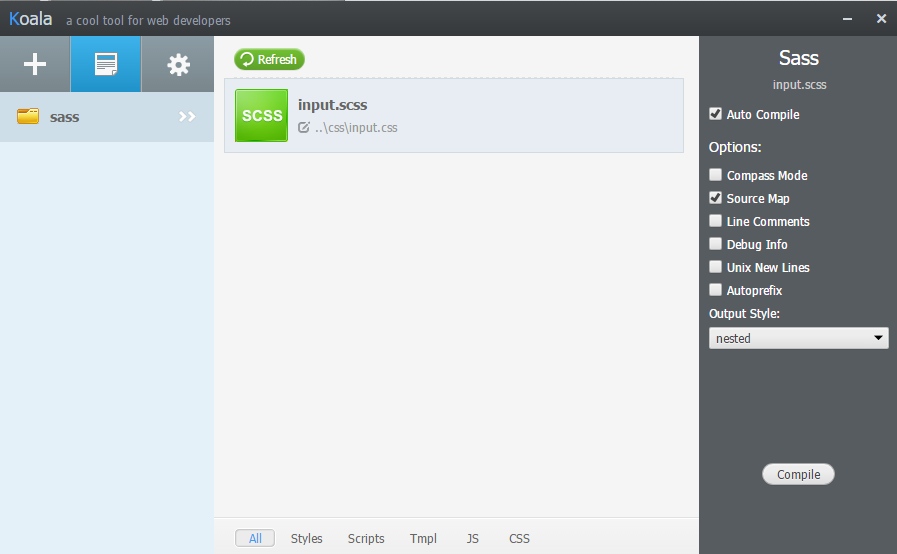 Koala a cool tool for web developers
sass
Refresh
SCSS
input.scss
..\css\input.css
All Styles Scripts Tmpl JS CSS
Sass
input.scss
Auto Compile
Options:
Compass Mode
Source Map
Line Comments
Debug Info
Unix New Lines
Autoprefix
Output Style:
nested
Compile